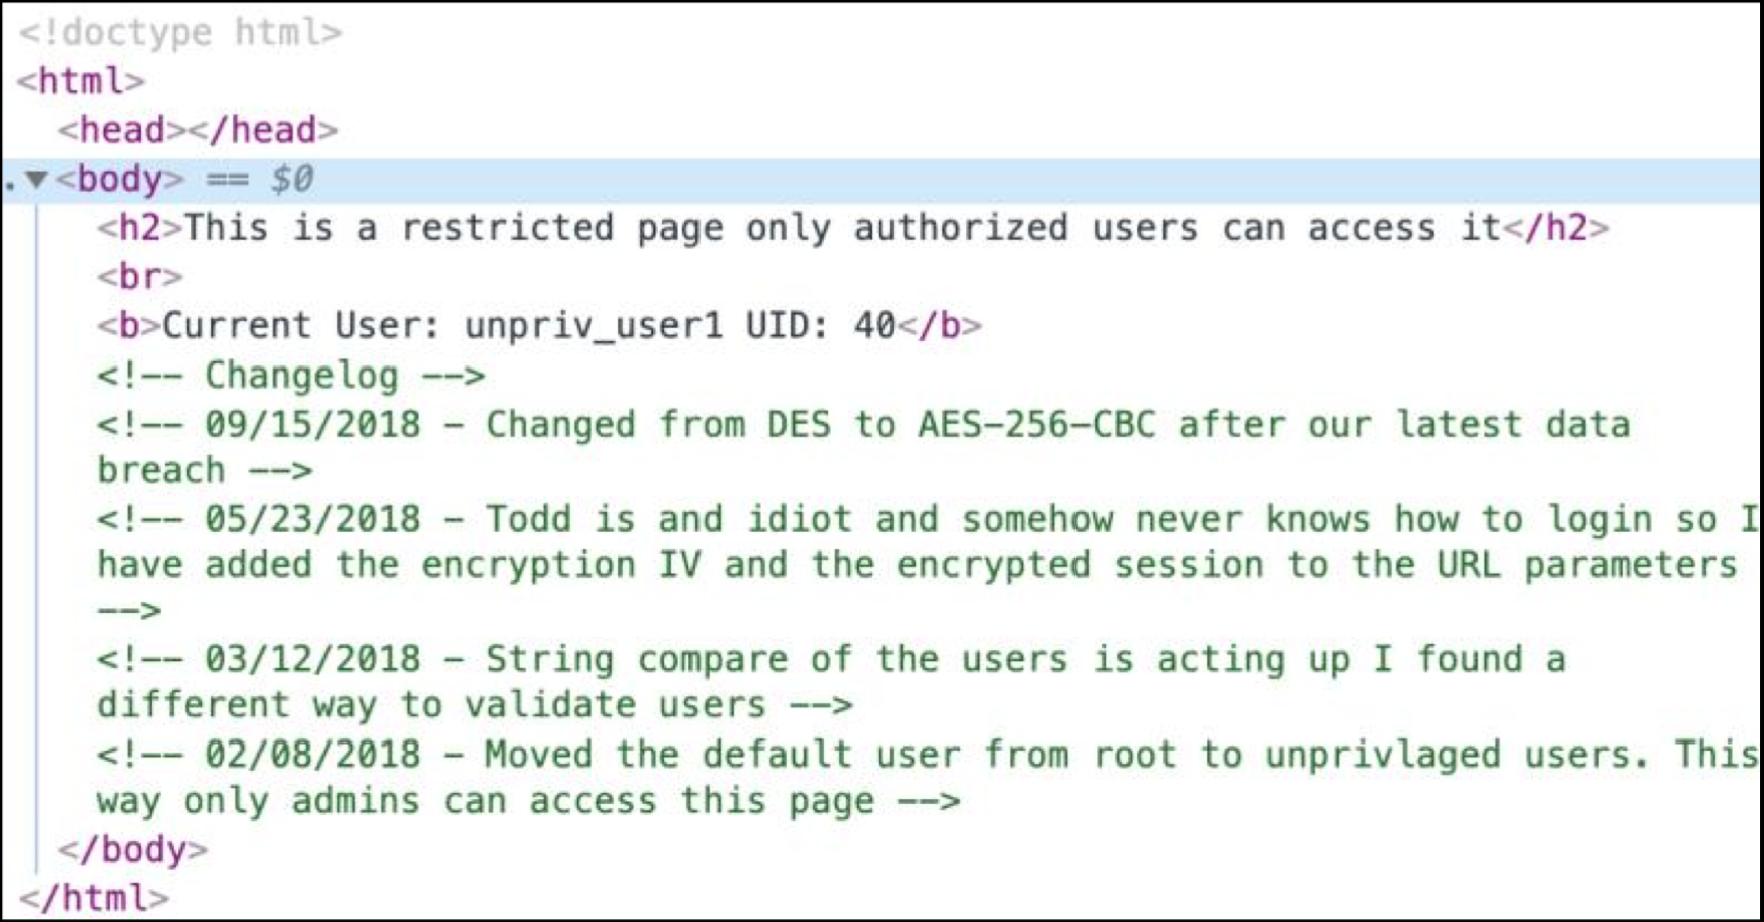 <!doctype html>
<html>
<head></head>
<body> == $0
<h2>This is a restricted page only authorized users can access it</h2>
<br>
<b>Current User: unpriv_user1 UID: 40</b>
<!-- Changelog -->
<!-- 09/15/2018 - Changed from DES to AES-256-CBC after our latest data
breach -->
<!-- 05/23/2018 - Todd is and idiot and somehow never knows how to login so I
have added the encryption IV and the encrypted session to the URL parameters
-->
<!-- 03/12/2018 - String compare of the users is acting up I found a
different way to validate users -->
<!-- 02/08/2018 - Moved the default user from root to unprivlaged users. This
way only admins can access this page -->
</body>
</html>